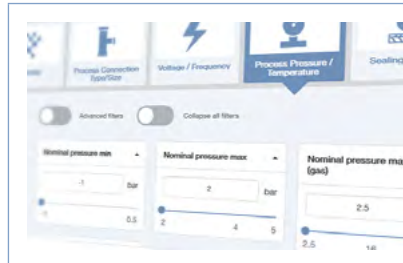 Process Connection
Type/Size
Voltage / Frequency
Process Pressure /
Temperature
Sealing
Advanced filters
Collapse all filters
Nominal pressure min
-1
bar
-1
0.5
Nominal pressure max
2
bar
2
4
5
Nominal pressure ma
(gas)
2.5
2.5
16